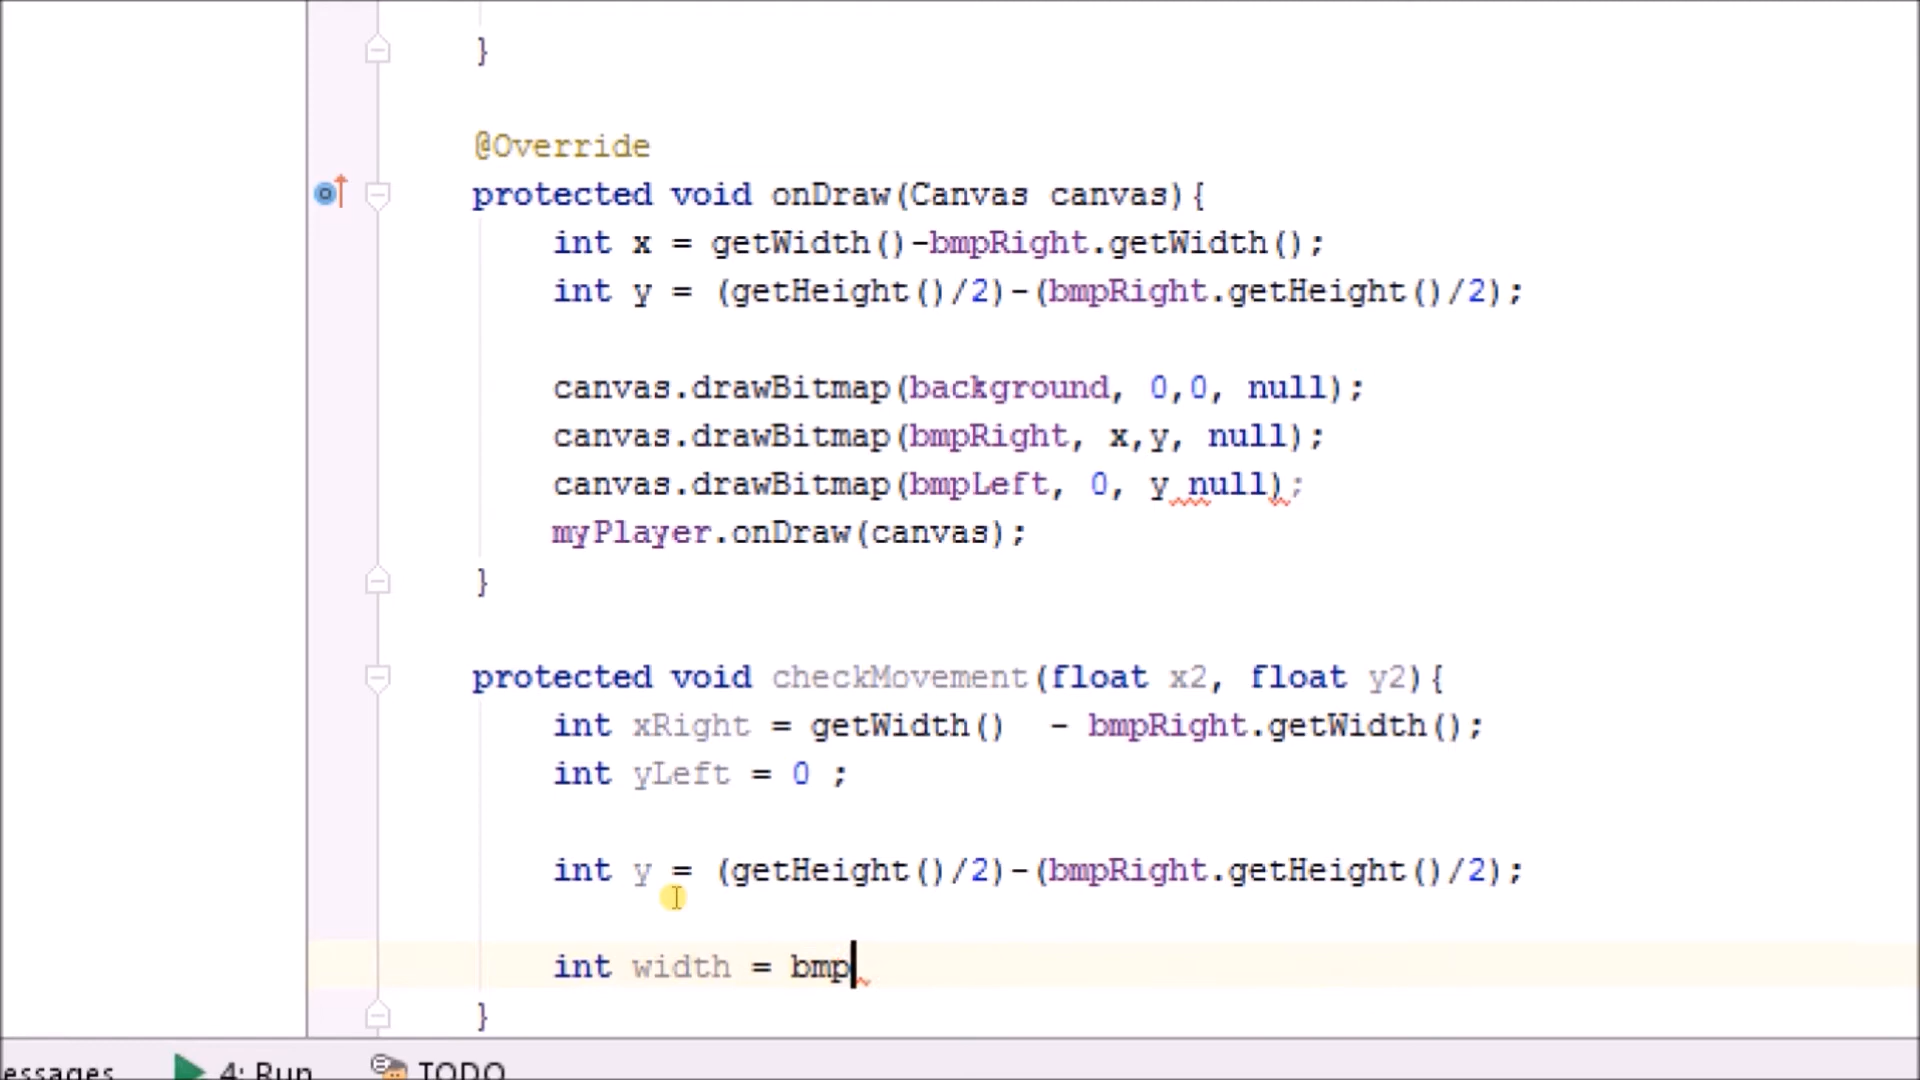 }
@Override
protected void onDraw(Canvas canvas){
int x = getWidth()-bmpRight.getWidth();
int y = (getHeight()/2)-(bmpRight.getHeight()/2);
canvas.drawBitmap(background, 0,0, null);
canvas.drawBitmap(bmpRight, x,y, null);
canvas.drawBitmap(bmpLeft, 0, y null);
myPlayer.onDraw(canvas);
}
protected void checkMovement(float x2, float y2){
int xRight = getWidth()  - bmpRight.getWidth();
int yLeft = 0 ;
int y = (getHeight()/2)-(bmpRight.getHeight()/2);
int width = bmp
}
essages 4: Run TODO